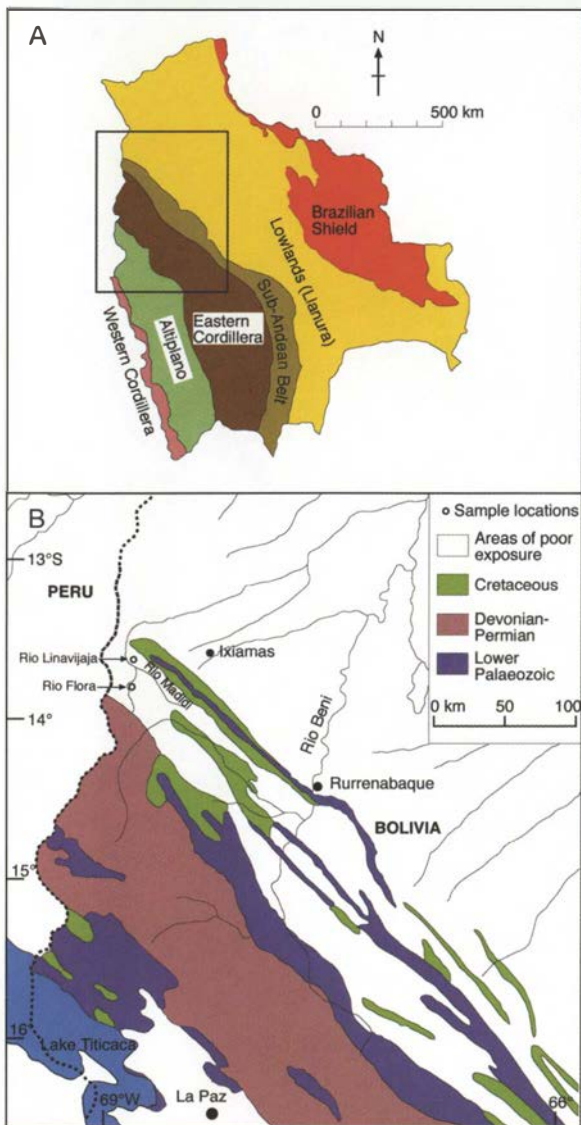 A
N
0 500 km
Brazilian
Shield
Lowlands (Llanura)
Sub-Andean Belt
Eastern
Cordillera
Altiplano
Western Cordillera
B
Sample locations
Areas of poor
exposure
Cretaceous
Devonian-
Permian
Lower
Palaeozoic
0 km 50 100
13°S
PERU
Rio Linavijaja
Ixiamas
Rio Madidi
Rio Flora
14°
Rio Beni
Rurrenabaque
BOLIVIA
15°
16°
Lake Titicaca
69°W
La Paz
66°